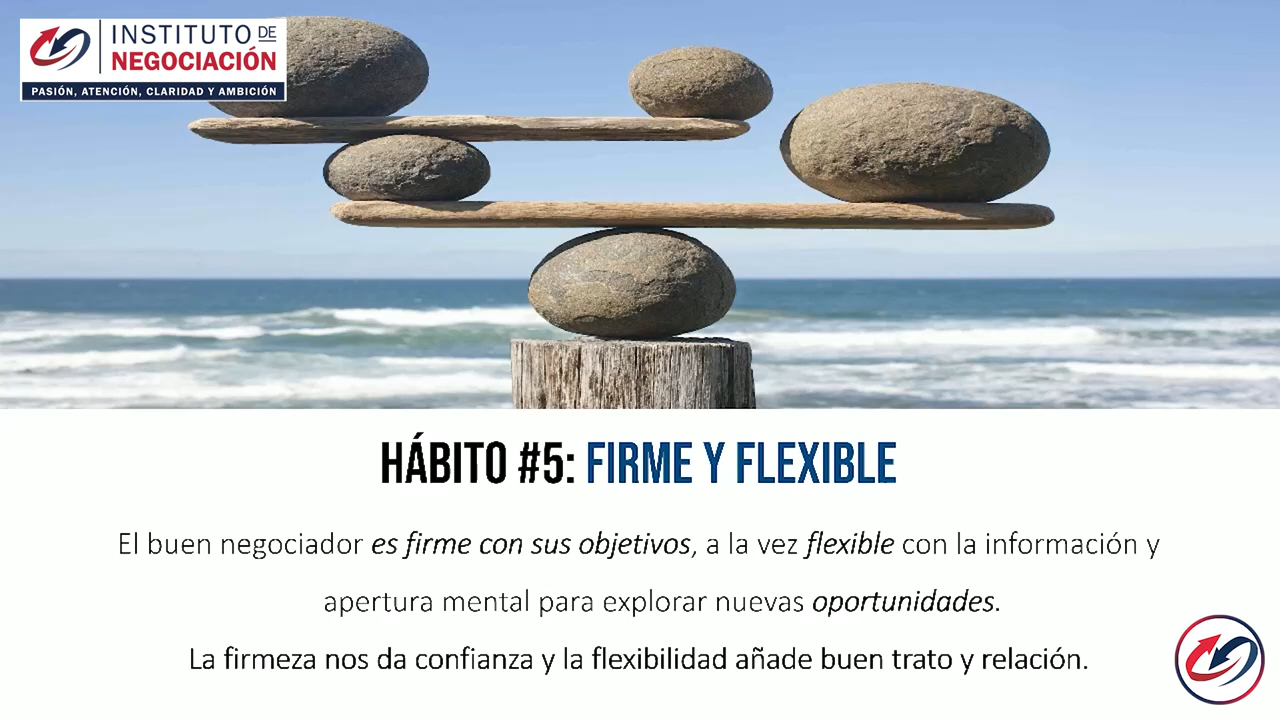 INSTITUTO DE
NEGOCIACIÓN
PASIÓN, ATENCIÓN, CLARIDAD Y AMBICIÓN
HÁBITO #5: FIRME Y FLEXIBLE
El buen negociador es firme con sus objetivos, a la vez flexible con la información y
apertura mental para explorar nuevas oportunidades.
La firmeza nos da confianza y la flexibilidad añade buen trato y relación.